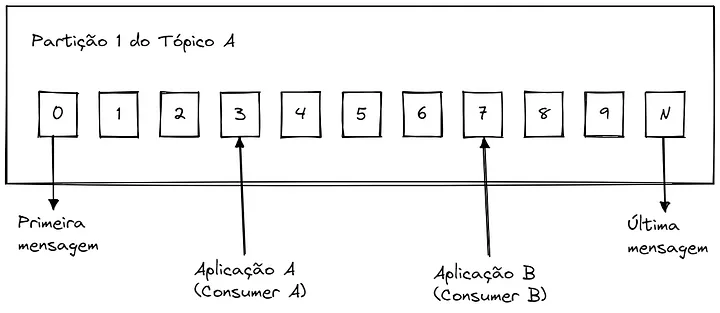 Partição 1 do Tópico A
0 1 2 3 4 5 6 7 8 9 N
Primeira
mensagem
Aplicação A
(Consumer A)
Aplicação B
(Consumer B)
Última
mensagem